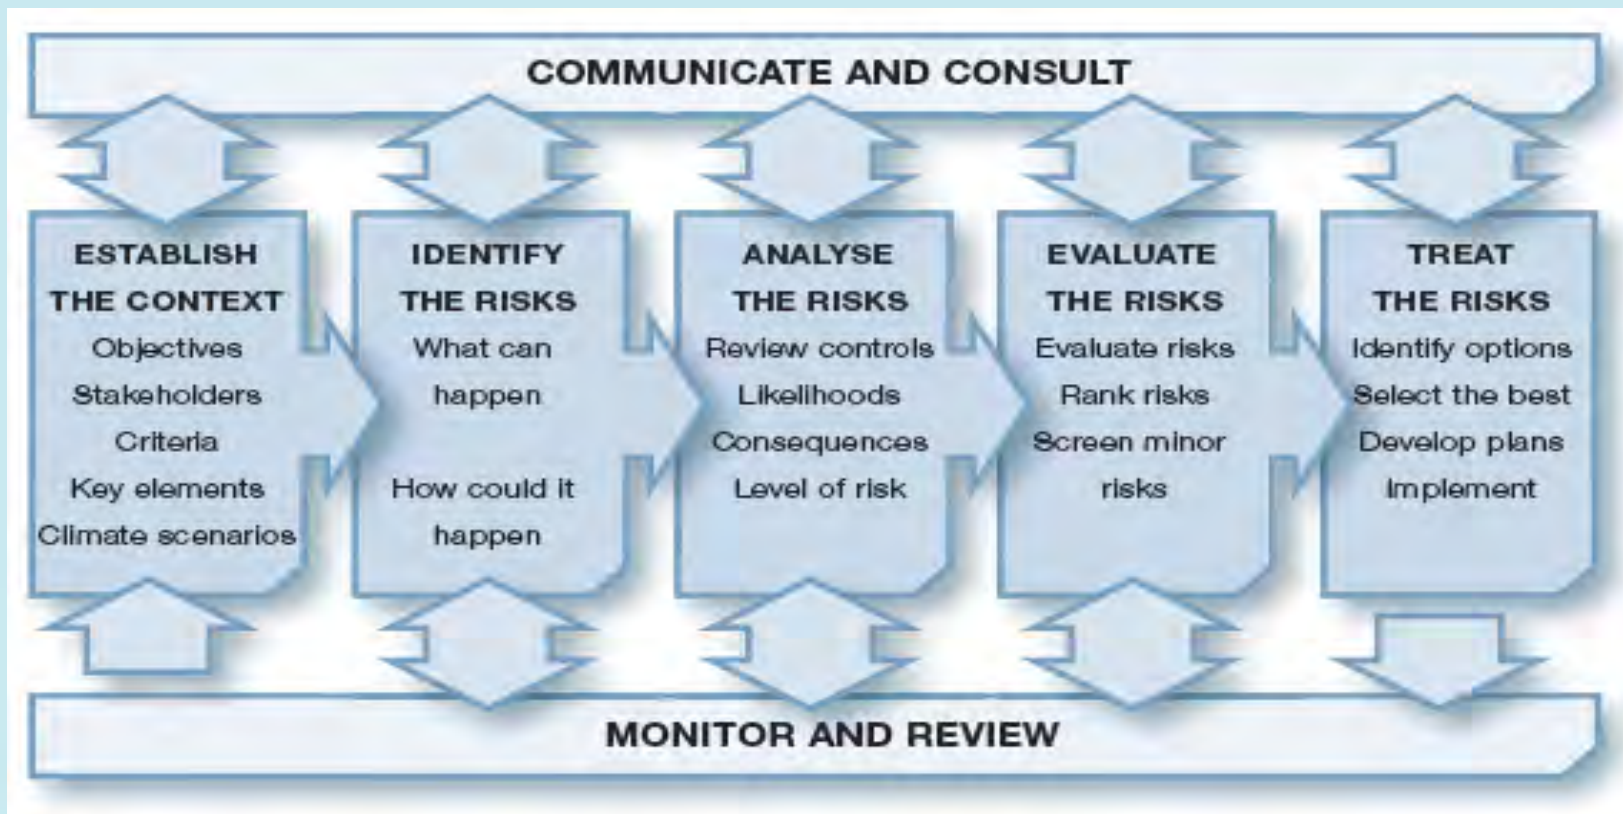 COMMUNICATE AND CONSULT
ESTABLISH
THE CONTEXT
Objectives
Stakeholders
Criteria
Key elements
Climate scenarios
IDENTIFY
THE RISKS
What can
happen
How could it
happen
ANALYSE
THE RISKS
Review controls
Likelihoods
Consequences
Level of risk
EVALUATE
THE RISKS
Evaluate risks
Rank risks
Screen minor
risks
TREAT
THE RISKS
Identify options
Select the best
Develop plans
Implement
MONITOR AND REVIEW